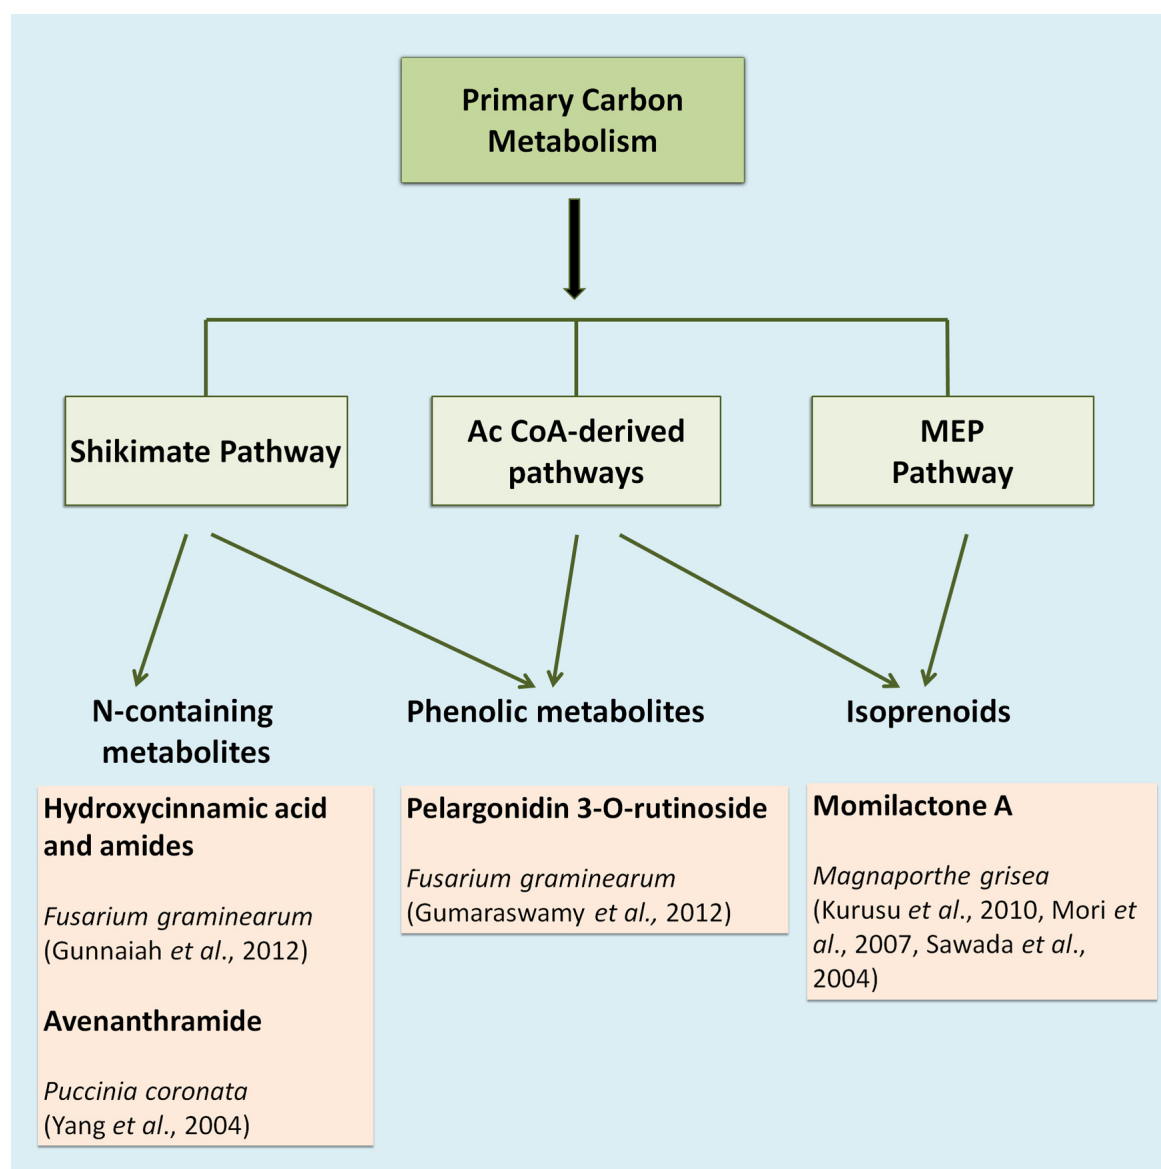 Primary Carbon
Metabolism
Shikimate Pathway
Ac CoA-derived
pathways
MEP
Pathway
N-containing
metabolites
Phenolic metabolites
Isoprenoids
Hydroxycinnamic acid
and amides
Fusarium graminearum
(Gunnaiah et al., 2012)
Avenanthramide
Puccinia coronata
(Yang et al., 2004)
Pelargonidin 3-O-rutinoside
Fusarium graminearum
(Gumaraswamy et al., 2012)
Momilactone A
Magnaporthe grisea
(Kurusu et al., 2010, Mori et
al., 2007, Sawada et al.,
2004)